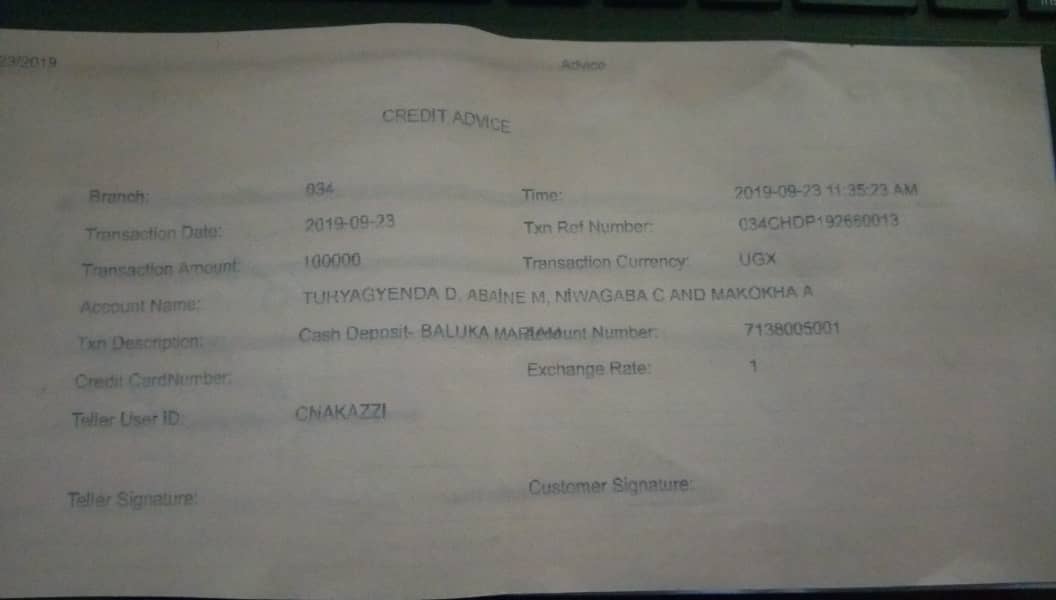 23/2019 Advice
CREDIT ADVICE
Branch: 034 Time: 2019-09-23 11:35:23 AM
Transaction Date: 2019-09-23 Txn Ref Number: 034CHDP192660013
Transaction Amount: 100000 Transaction Currency: UGX
Account Name: TURYAGYENDA D, ABAINE M, NIWAGABA C AND MAKOKHA A
Txn Description: Cash Deposit- BALUKA Number: 7138005001
Credit CardNumber: Exchange Rate: 1
Teller User ID: CNAKAZZI
Teller Signature: Customer Signature: